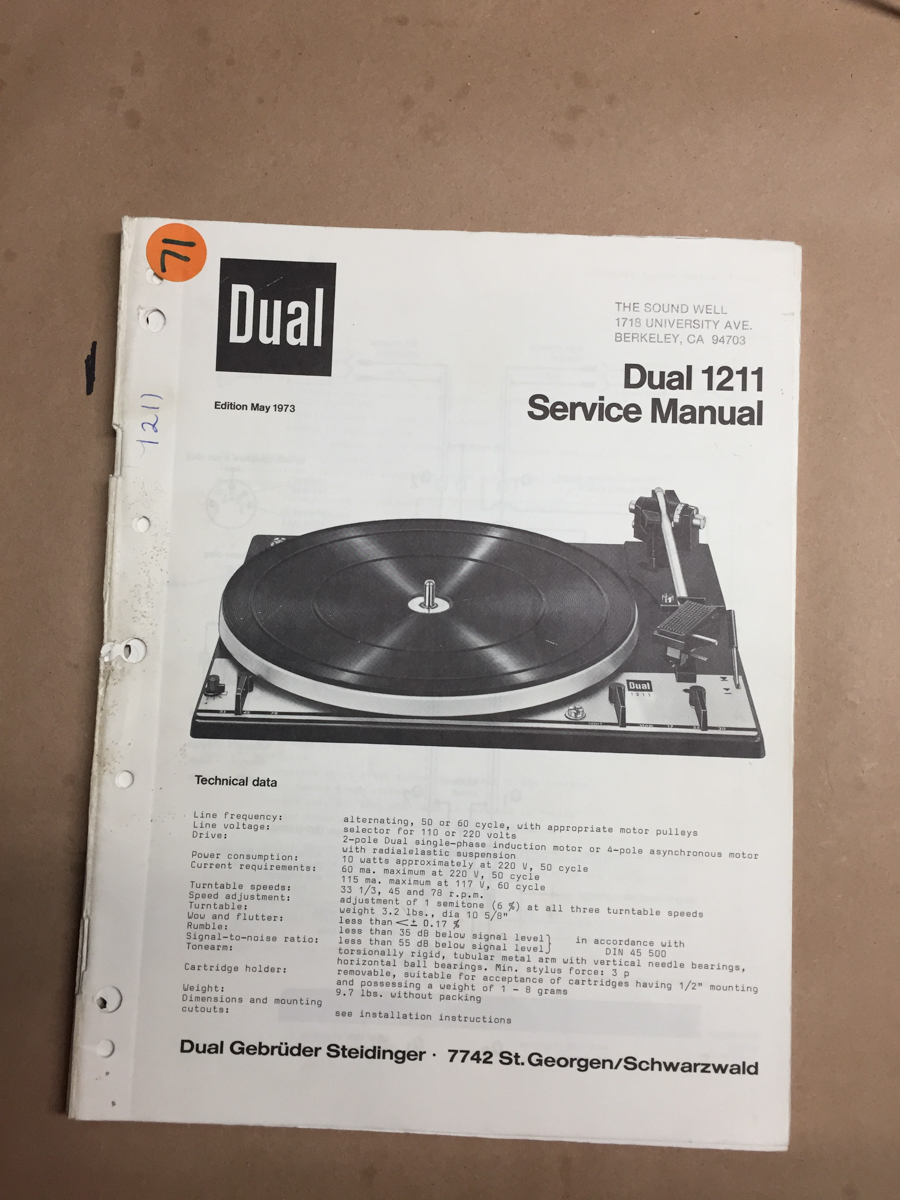 71
Dual
THE SOUND WELL
1718 UNIVERSITY AVE.
BERKELEY, CA 94703
Dual 1211
Service Manual
Edition May 1973
1211
Dual
1211
Technical data
Line frequency: alternating, 50 or 60 cycle, with appropriate motor pulleys
Line voltage: selector for 110 or 220 volts
Drive: 2-pole Dual single-phase induction motor or 4-pole asynchronous motor
with radialelastic suspension
Power consumption: 10 watts approximately at 220 V, 50 cycle
Current requirements: 60 ma. maximum at 220 V, 50 cycle
115 ma. maximum at 117 V, 60 cycle
Turntable speeds: 33 1/3, 45 and 78 r.p.m.
Speed adjustment: adjustment of 1 semitone (6 %) at all three turntable speeds
Turntable: weight 3.2 lbs., dia 10 5/8"
Wow and flutter: less than <± 0.17 %
Rumble: less than 35 dB below signal level} in accordance with
Signal-to-noise ratio: less than 55 dB below signal level} DIN 45 500
Tonearm: torsionally rigid, tubular metal arm with vertical needle bearings,
horizontal ball bearings. Min. stylus force: 3 p
Cartridge holder: removable, suitable for acceptance of cartridges having 1/2" mounting
and possessing a weight of 1 - 8 grams
Weight: 9.7 lbs. without packing
Dimensions and mounting
cutouts: see installation instructions
Dual Gebrüder Steidinger · 7742 St. Georgen/Schwarzwald